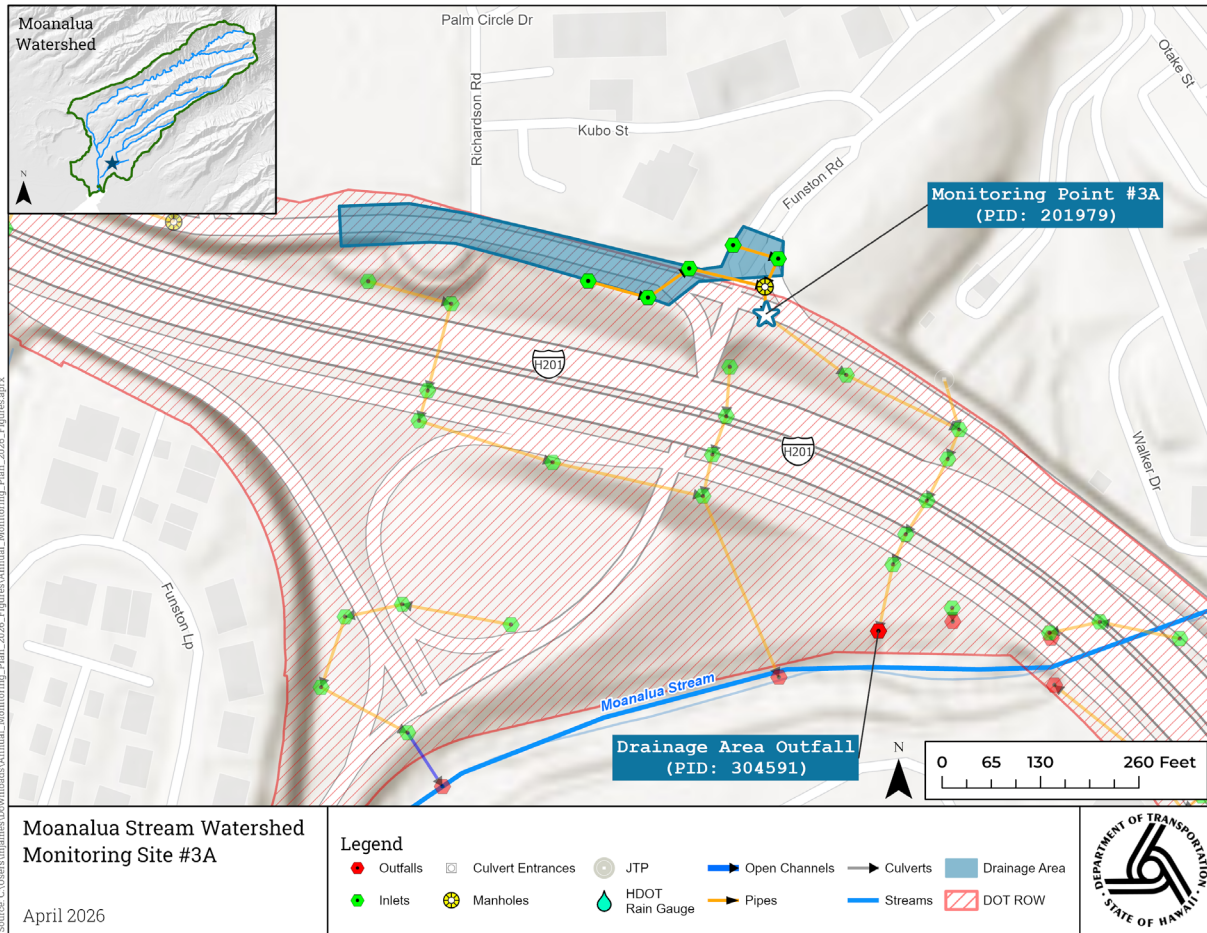 Moanalua
Watershed
N
Palm Circle Dr
Richardson Rd
Kubo St
Funston Rd
Otake St
Monitoring Point #3A
(PID: 201979)
H201
H201
Walker Dr
Funston Lp
Moanalua Stream
Drainage Area Outfall
(PID: 304591)
N
0 65 130 260 Feet
Moanalua Stream Watershed
Monitoring Site #3A
April 2026
Legend
Outfalls
Culvert Entrances
JTP
Open Channels
Culverts
Drainage Area
Inlets
Manholes
HDOT
Rain Gauge
Pipes
Streams
DOT ROW
DEPARTMENT OF TRANSPORTATION
STATE OF HAWAII